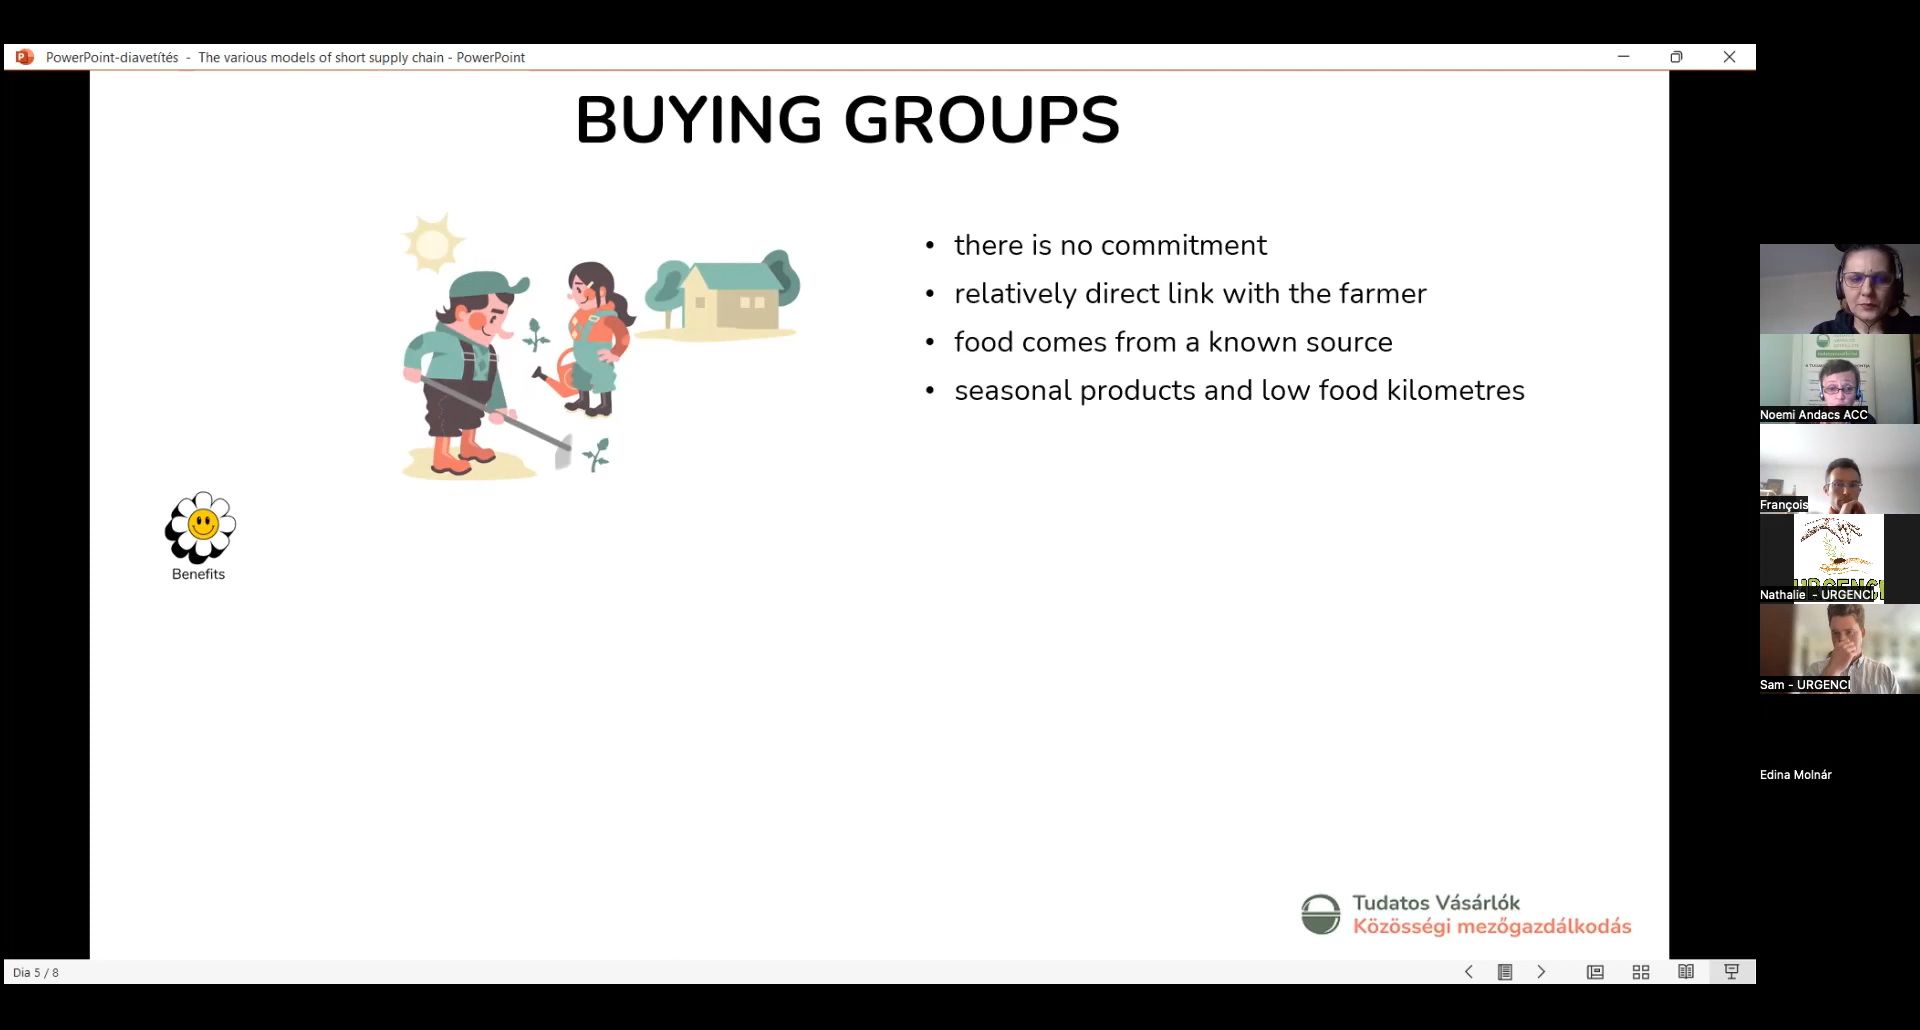 PowerPoint-diavetítés - The various models of short supply chain - PowerPoint
BUYING GROUPS
• there is no commitment
• relatively direct link with the farmer
• food comes from a known source
• seasonal products and low food kilometres
Benefits
Tudatos Vásárlók
Közösségi mezőgazdálkodás
Dia 5 / 8
Noemi Andacs ACC
François
URGENCI
Nathalie - URGENCI
Sam - URGENCI
Edina Molnár